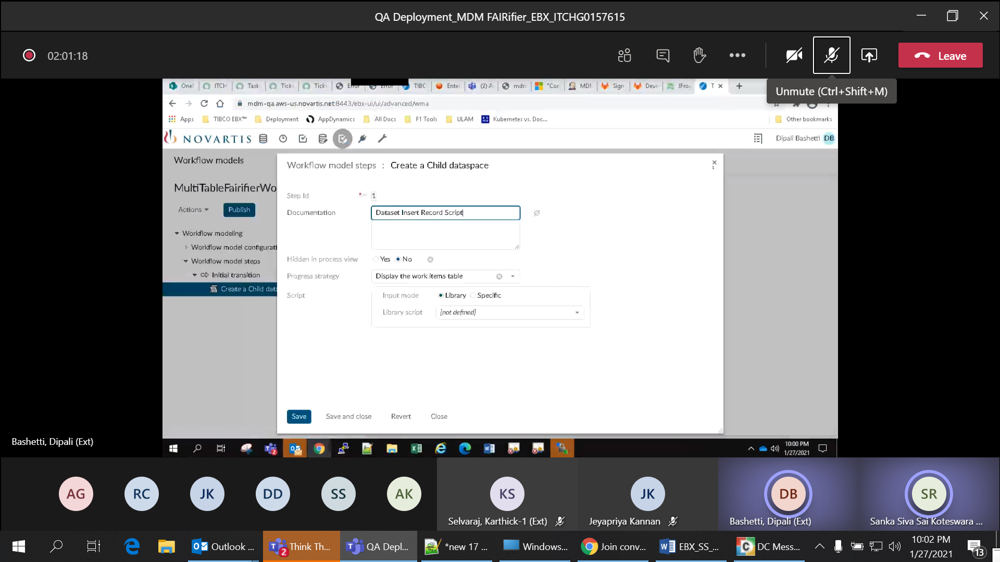 QA Deployment_MDM FAIRifier_EBX_ITCHG0157615
02:01:18
Leave
Unmute (Ctrl+Shift+M)
OneI ITCH Task Ticke Ticke Error Error TIBC Entei (2) A mdn "Con MDM Sign Deve JFrou T
mdm-qa.aws-us.novartis.net:8443/ebx-ui/ui/advanced/wma
Apps TIBCO EBX™ Deployment AppDynamics All Docs F1 Tools ULAM Kubernetes vs. Doc... Other bookmarks
NOVARTIS Dipali Bashetti DB
Workflow models
Workflow model steps : Create a Child dataspace
MultiTableFairifierWo
Actions Publish
Workflow modeling
Workflow model configurati
Workflow model steps
Initial transition
Create a Child data
Step Id * 1
Documentation Dataset Insert Record Script
Hidden in process view Yes No
Progress strategy Display the work items table
Script Input mode Library Specific
Library script [not defined]
Save Save and close Revert Close
Bashetti, Dipali (Ext)
2
10:00 PM
1/27/2021
AG RC JK DD SS AK KS JK DB SR
Selvaraj, Karthick-1 (Ext) Jeyapriya Kannan Bashetti, Dipali (Ext) Sanka Siva Sai Koteswara ...
Outlook ... 2 Think Th... QA Depl... *new 17 ... Windows... Join conv... EBX_SS_... DC Mess...
10:02 PM
1/27/2021
13